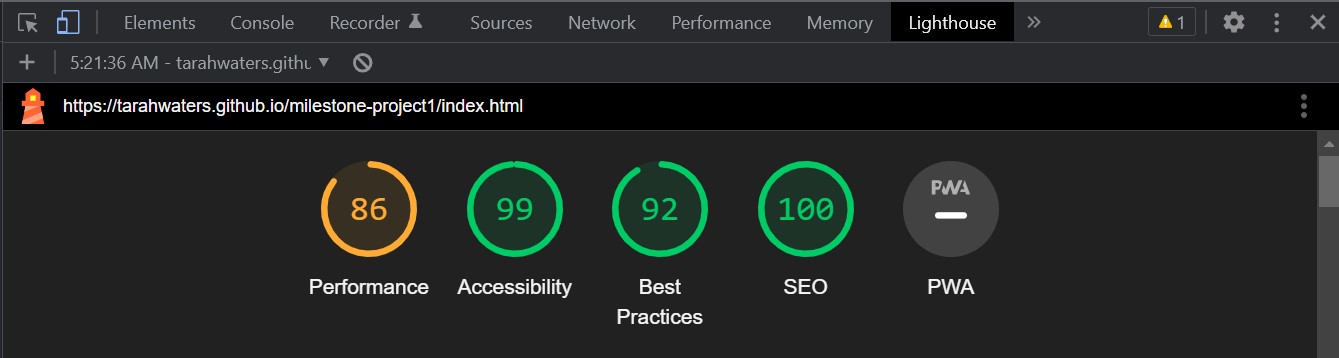 Elements Console Recorder Sources Network Performance Memory Lighthouse » 1
5:21:36 AM - tarahwaters.githu
https://tarahwaters.github.io/milestone-project1/index.html
86 99 92 100 PWA
Performance Accessibility Best SEO PWA
Practices